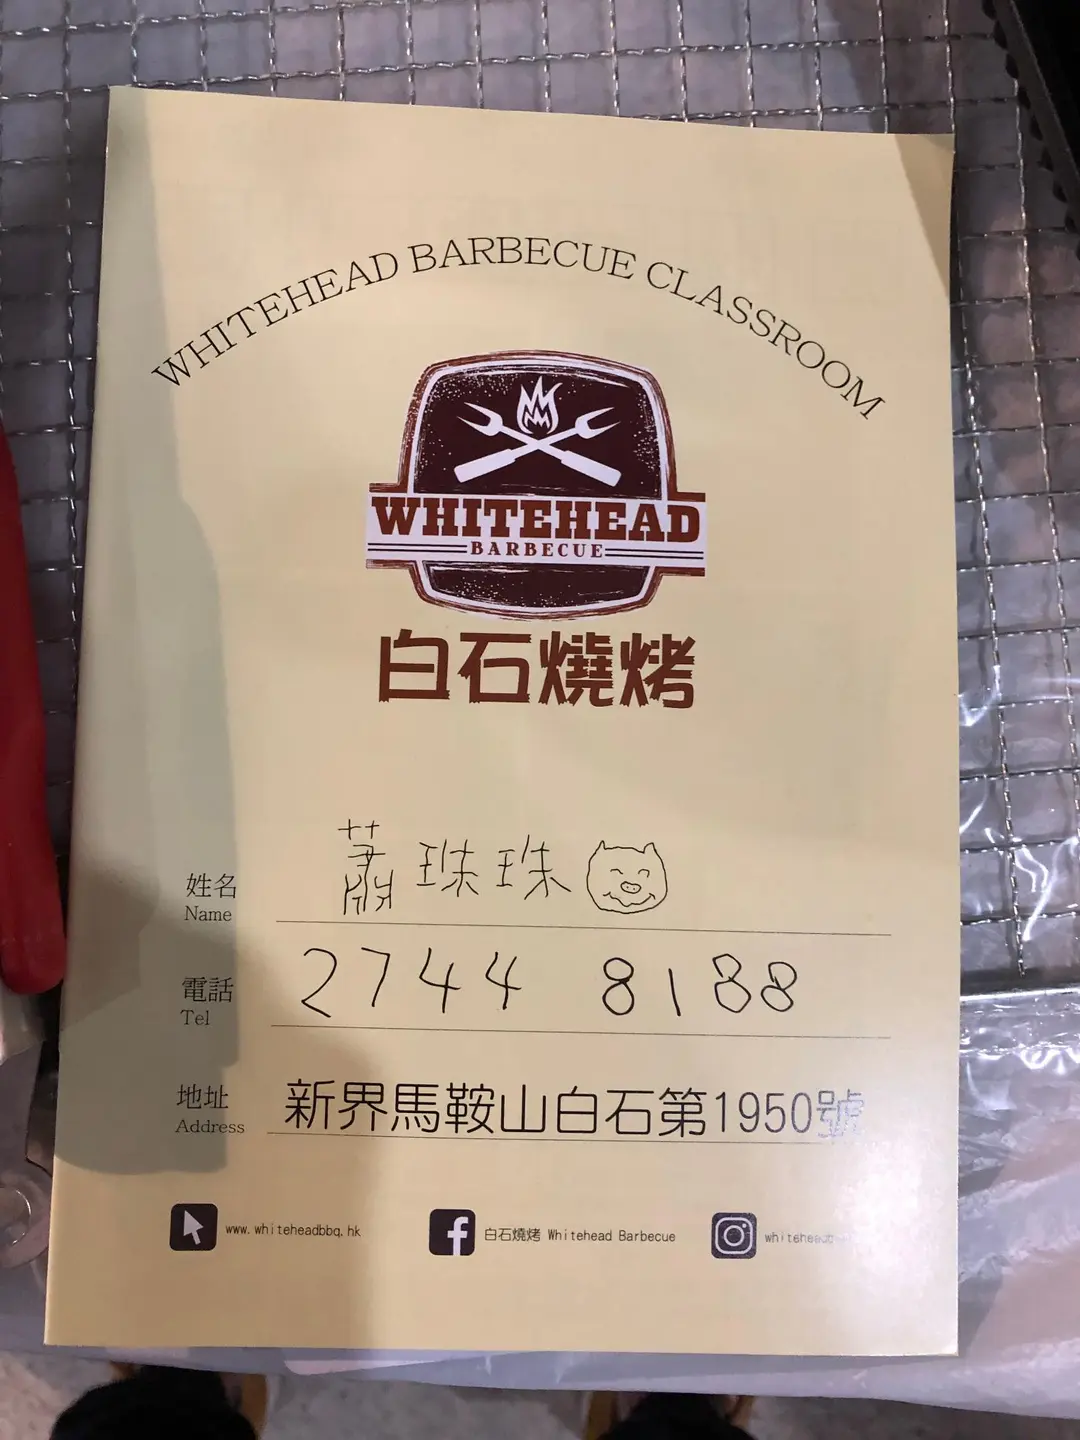 WHITEHEAD BARBECUE CLASSROOM
WHITEHEAD
BARBECUE
白石燒烤
姓名 蕭珠珠
Name
電話 2744 8188
Tel
地址 新界馬鞍山白石第1950號
Address
www.whiteheadbbq.hk 白石燒烤 Whitehead Barbecue